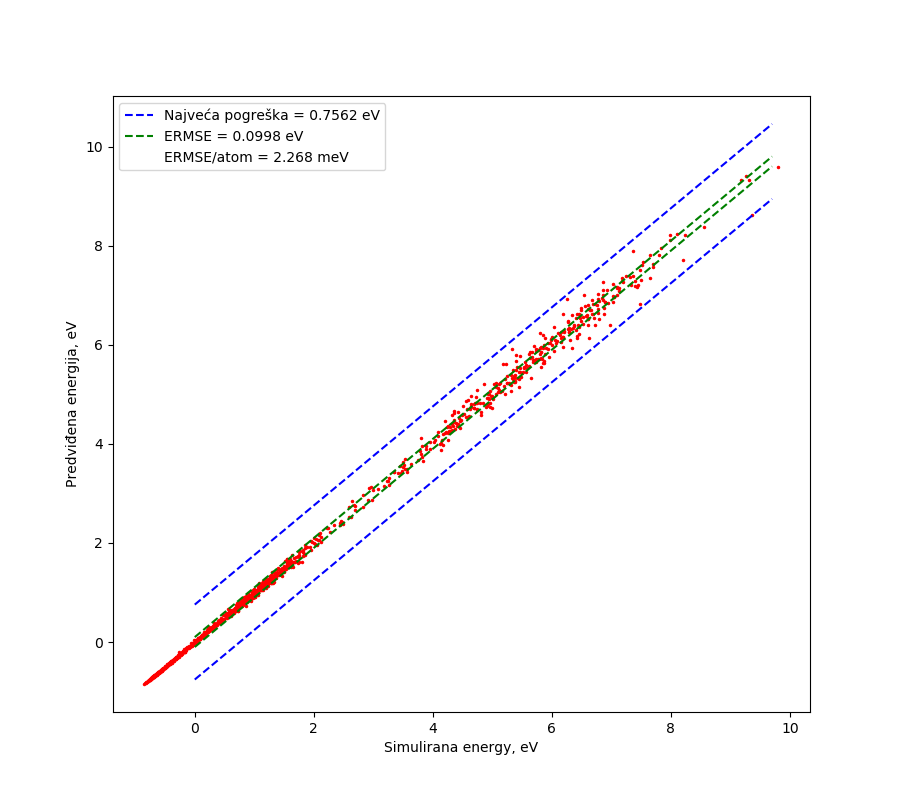 Najveća pogreška = 0.7562 eV
ERMSE = 0.0998 eV
ERMSE/atom = 2.268 meV
10
8
6
4
2
0
Predviđena energija, eV
0 2 4 6 8 10
Simulirana energy, eV